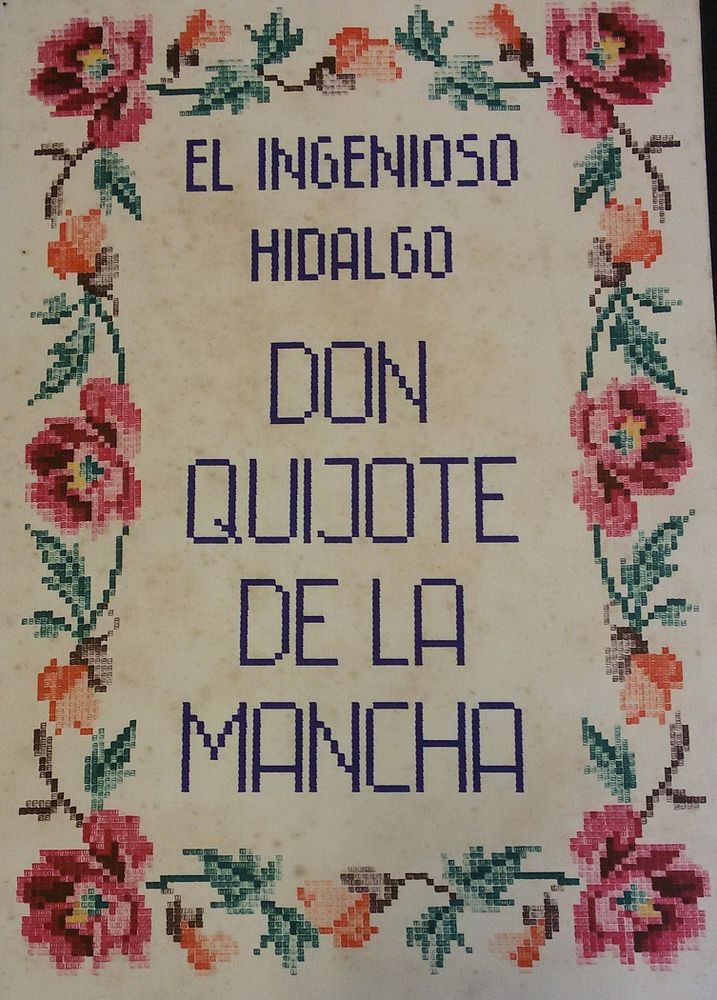 EL INGENIOSO
HIDALGO
DON
QUIJOTE
DE LA
MANCHA